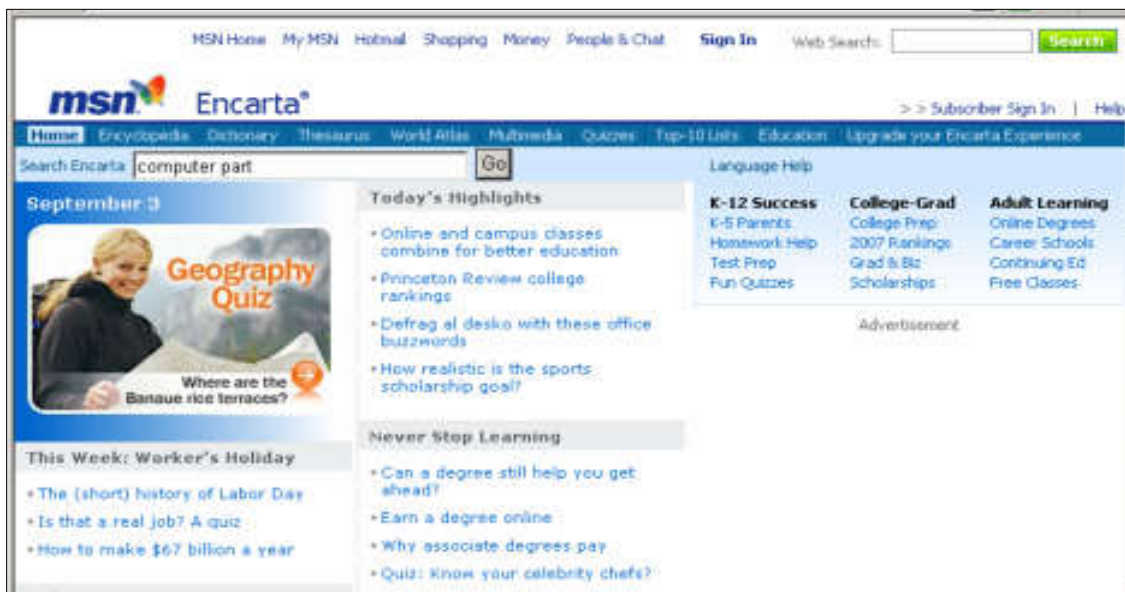 MSN Home My MSN Hotmail Shopping Money People & Chat Sign In Web Search: Search
msn Encarta®
> > Subscriber Sign In | Help
Home Encyclopedia Dictionary Thesaurus World Atlas Multimedia Quizzes Top-10 Lists Education Upgrade your Encarta Experience
Search Encarta computer part Go
September 3
Geography
Quiz
Where are the
Banaue rice terraces?
This Week: Worker's Holiday
• The (short) history of Labor Day
• Is that a real job? A quiz
• How to make $67 billion a year
Today's Highlights
• Online and campus classes
combine for better education
• Princeton Review college
rankings
• Defrag al desko with these office
buzzwords
• How realistic is the sports
scholarship goal?
Never Stop Learning
• Can a degree still help you get
ahead?
• Earn a degree online
• Why associate degrees pay
• Quiz: Know your celebrity chefs?
Language Help
K-12 Success
K-5 Parents
Homework Help
Test Prep
Fun Quizzes
College-Grad
College Prep
2007 Rankings
Grad & Biz
Scholarships
Adult Learning
Online Degrees
Career Schools
Continuing Ed
Free Classes
Advertisement